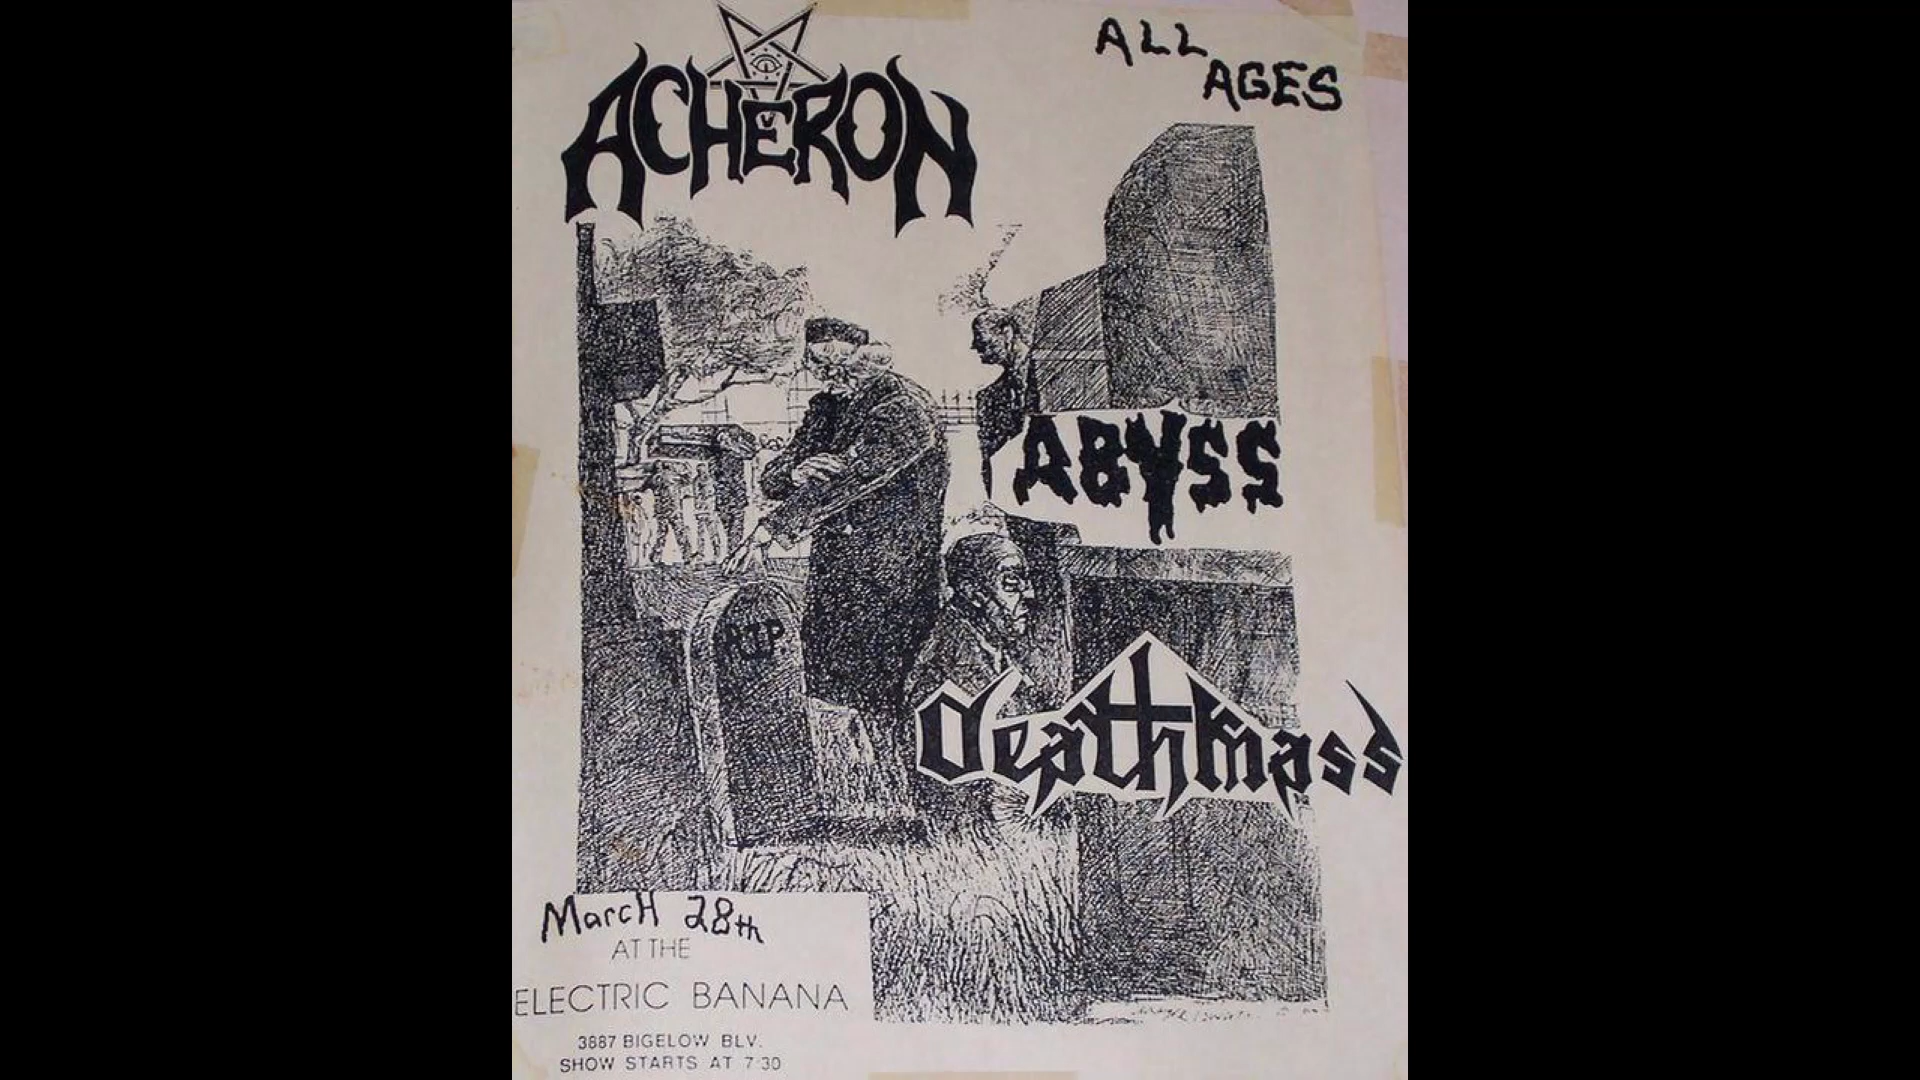 ACHERON
ALL
AGES
ABYSS
RIP
deathmass
MarcH 28th
AT THE
ELECTRIC BANANA
3887 BIGELOW BLV.
SHOW STARTS AT 7:30